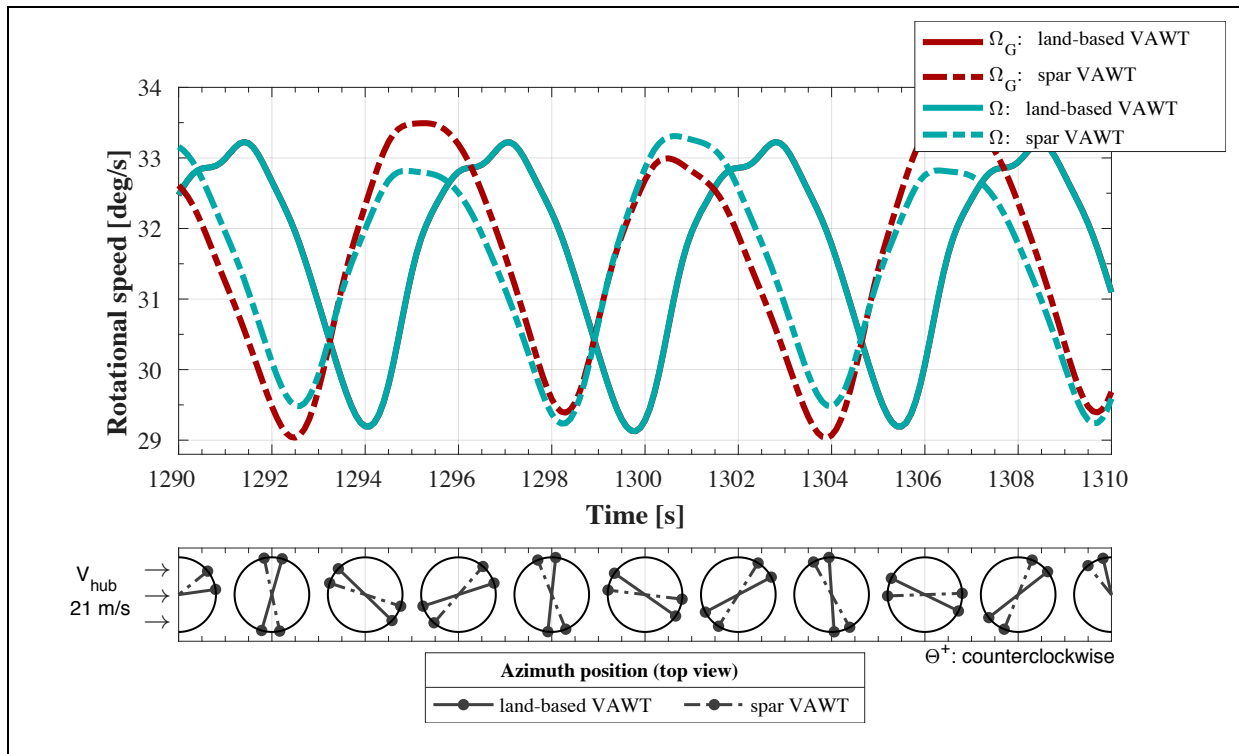 Ω_G: land-based VAWT
Ω_G: spar VAWT
Ω: land-based VAWT
Ω: spar VAWT
34
33
32
31
30
29
Rotational speed [deg/s]
1290 1292 1294 1296 1298 1300 1302 1304 1306 1308 1310
Time [s]
V_hub
21 m/s
Θ⁺: counterclockwise
Azimuth position (top view)
land-based VAWT spar VAWT